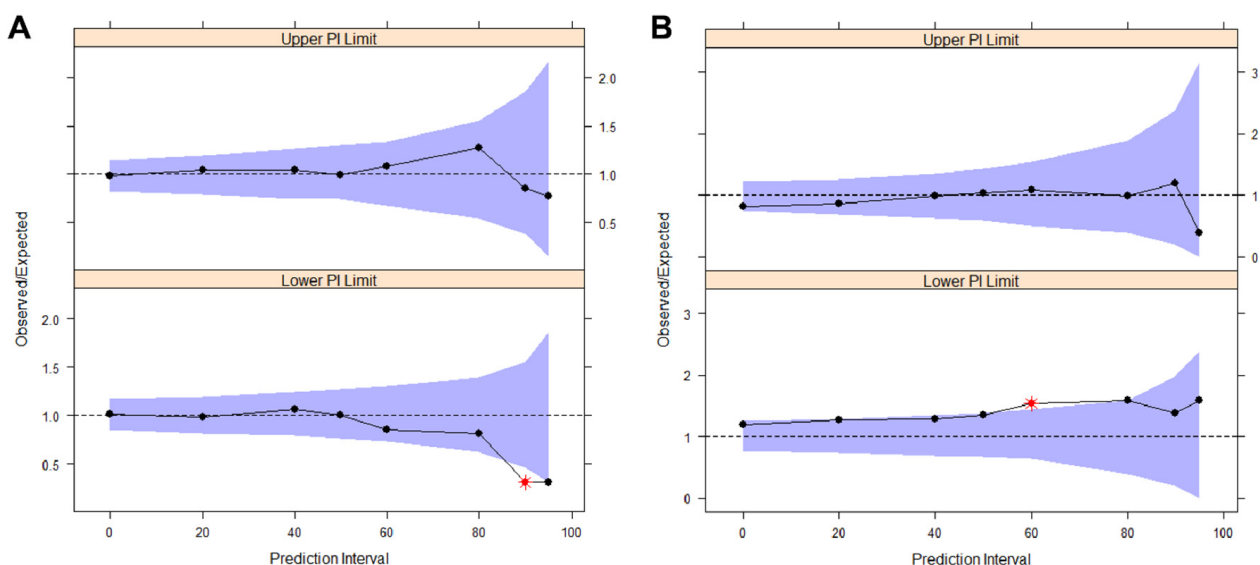 A
Upper PI Limit
2.0
1.5
1.0
0.5
Lower PI Limit
2.0
1.5
1.0
0.5
Observed/Expected
0 20 40 60 80 100
Prediction Interval
B
Upper PI Limit
3
2
1
0
Lower PI Limit
3
2
1
0
Observed/Expected
0 20 40 60 80 100
Prediction Interval